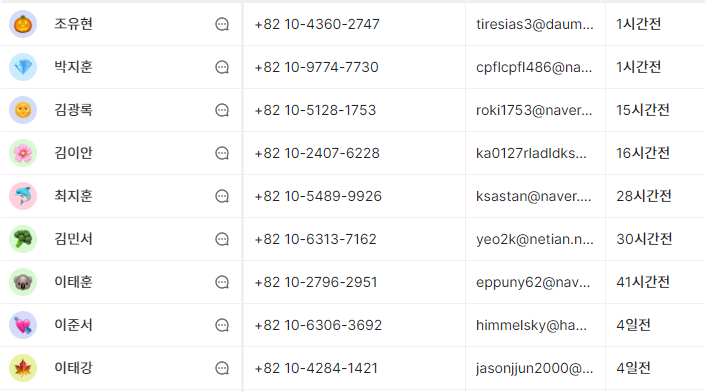 조유현 +82 10-4360-2747 tiresias3@daum... 1시간전
박지훈 +82 10-9774-7730 cpflcpfl486@na... 1시간전
김광록 +82 10-5128-1753 roki1753@naver... 15시간전
김이안 +82 10-2407-6228 ka0127rladldks... 16시간전
최지훈 +82 10-5489-9926 ksastan@naver.... 28시간전
김민서 +82 10-6313-7162 yeo2k@netian.n... 30시간전
이태훈 +82 10-2796-2951 eppuny62@nav... 41시간전
이준서 +82 10-6306-3692 himmelsky@ha... 4일전
이태강 +82 10-4284-1421 jasonjjun2000@... 4일전